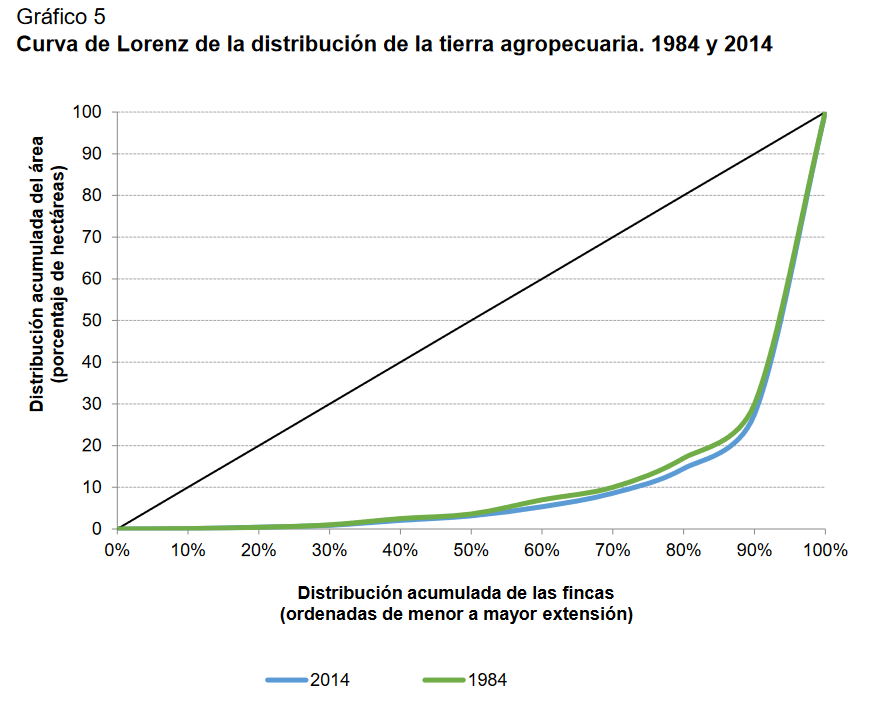 Gráfico 5
Curva de Lorenz de la distribución de la tierra agropecuaria. 1984 y 2014
Distribución acumulada del área
(porcentaje de hectáreas)
100
90
80
70
60
50
40
30
20
10
0
0% 10% 20% 30% 40% 50% 60% 70% 80% 90% 100%
Distribución acumulada de las fincas
(ordenadas de menor a mayor extensión)
2014 1984